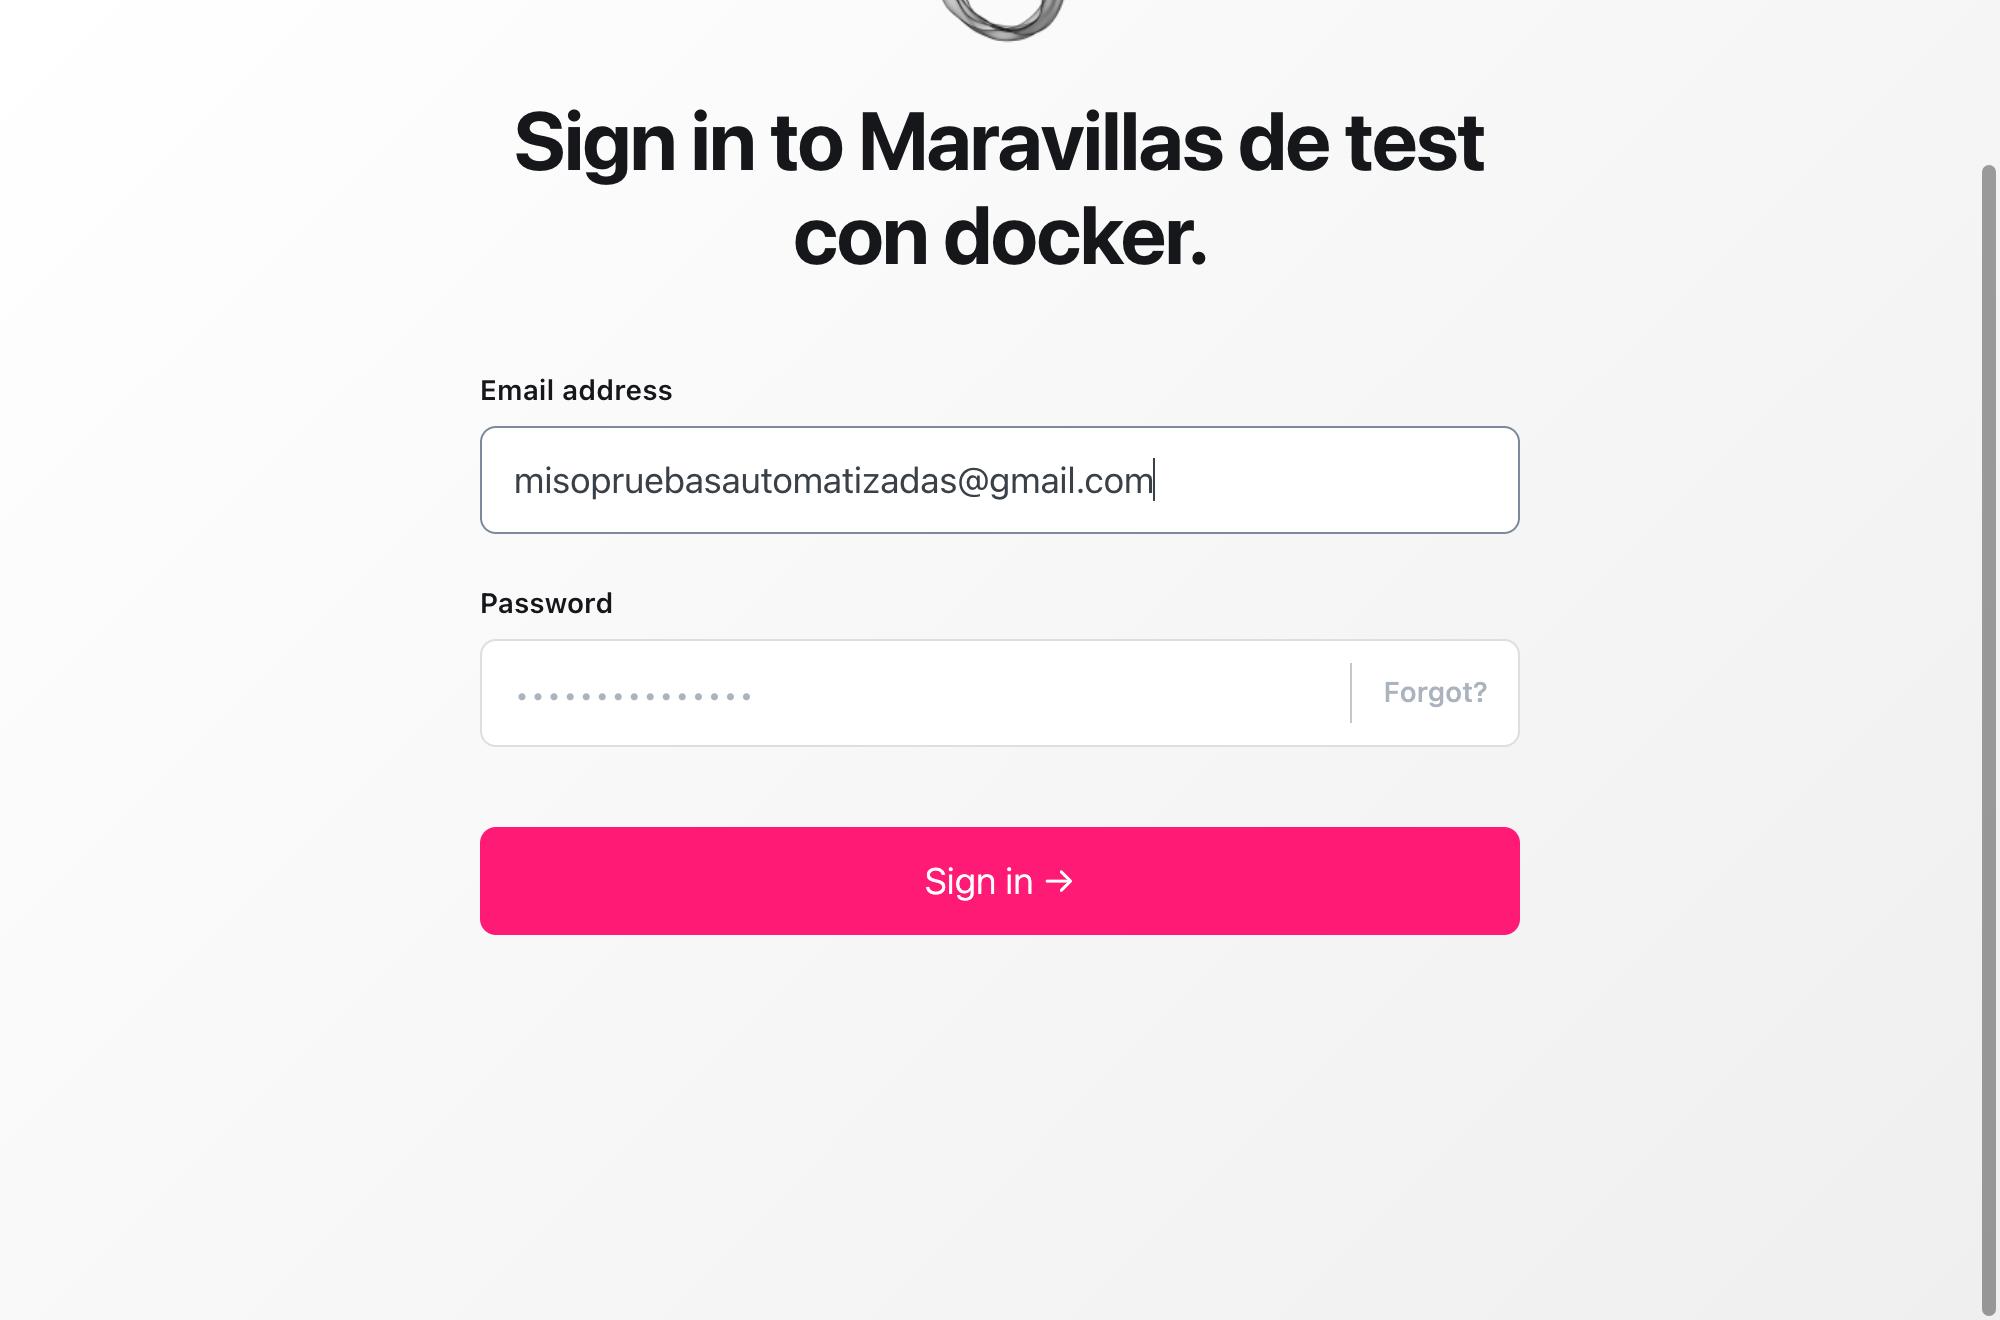 Sign in to Maravillas de test
con docker.
Email address
misopruebasautomatizadas@gmail.com
Password
•••••••••••••••
Forgot?
Sign in →